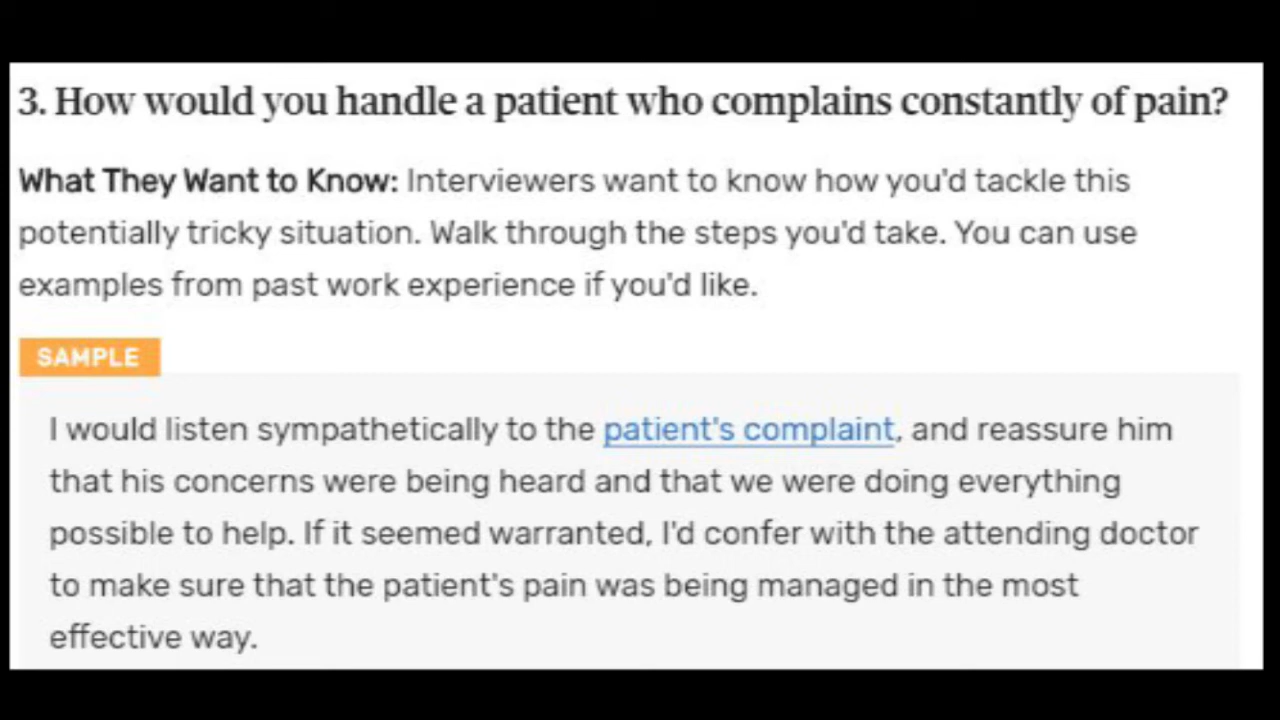 3. How would you handle a patient who complains constantly of pain?
What They Want to Know: Interviewers want to know how you'd tackle this
potentially tricky situation. Walk through the steps you'd take. You can use
examples from past work experience if you'd like.
SAMPLE
I would listen sympathetically to the patient's complaint, and reassure him
that his concerns were being heard and that we were doing everything
possible to help. If it seemed warranted, I'd confer with the attending doctor
to make sure that the patient's pain was being managed in the most
effective way.